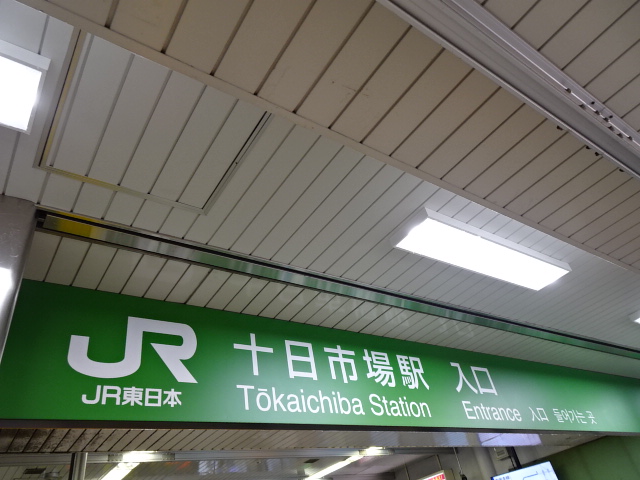 JR
JR東日本
十日市場駅 入口
Tōkaichiba Station Entrance 入口 들어가는 곳